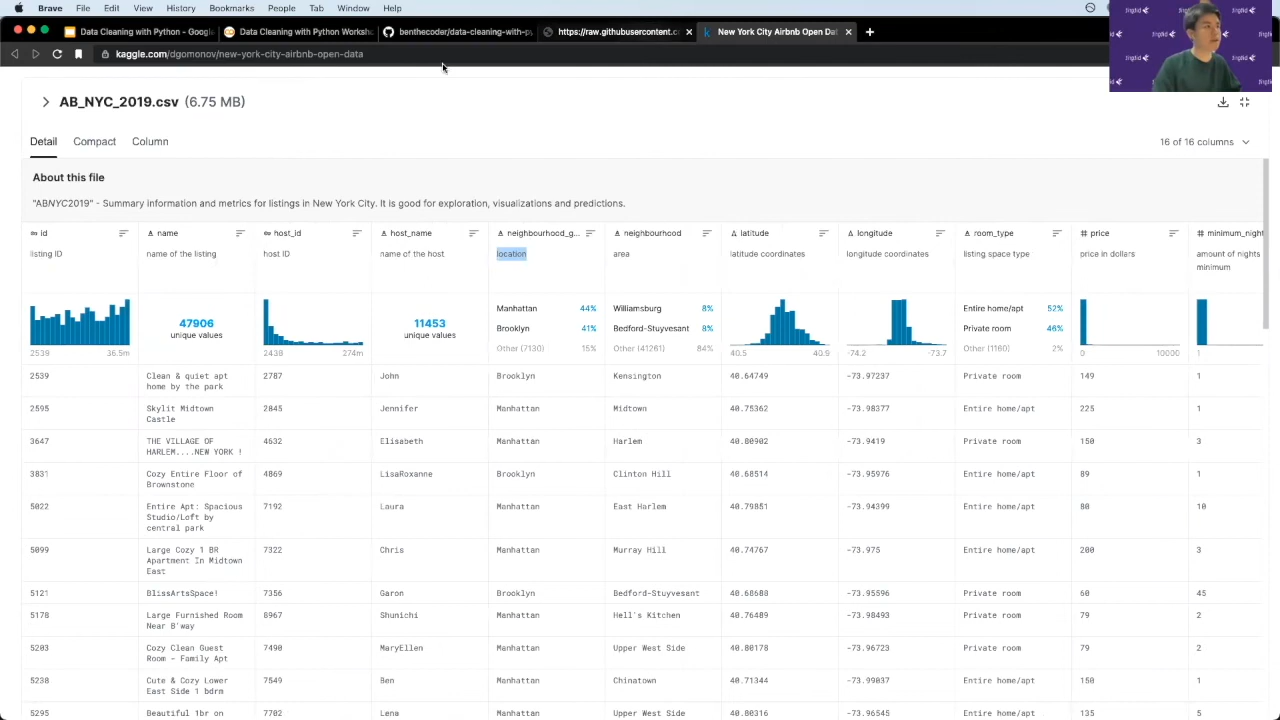 Brave File Edit View History Bookmarks People Tab Window Help
Data Cleaning with Python - Google
Data Cleaning with Python Worksh
benthecoder/data-cleaning-with-py
https://raw.githubusercontent.c
New York City Airbnb Open Dat
kaggle.com/dgomonov/new-york-city-airbnb-open-data
AB_NYC_2019.csv (6.75 MB)
Detail Compact Column
16 of 16 columns
About this file
"ABNYC2019" - Summary information and metrics for listings in New York City. It is good for exploration, visualizations and predictions.
id name host_id host_name neighbourhood_g... neighbourhood latitude longitude room_type price minimum_night
listing ID name of the listing host ID name of the host location area latitude coordinates longitude coordinates listing space type price in dollars amount of nights
minimum
Manhattan 44% Williamsburg 8% Entire home/apt 52%
47906 11453
Brooklyn 41% Bedford-Stuyvesant 8% Private room 46%
unique values unique values
Other (7130) 15% Other (41261) 84% Other (1160) 2%
2539 36.5m 2438 274m 40.5 40.9 -74.2 -73.7 0 10000 1
2539 Clean & quiet apt 2787 John Brooklyn Kensington 40.64749 -73.97237 Private room 149 1
home by the park
2595 Skylit Midtown 2845 Jennifer Manhattan Midtown 40.75362 -73.98377 Entire home/apt 225 1
Castle
3647 THE VILLAGE OF 4632 Elisabeth Manhattan Harlem 40.80902 -73.9419 Private room 150 3
HARLEM....NEW YORK !
3831 Cozy Entire Floor of 4869 LisaRoxanne Brooklyn Clinton Hill 40.68514 -73.95976 Entire home/apt 89 1
Brownstone
5022 Entire Apt: Spacious 7192 Laura Manhattan East Harlem 40.79851 -73.94399 Entire home/apt 80 10
Studio/Loft by
central park
5099 Large Cozy 1 BR 7322 Chris Manhattan Murray Hill 40.74767 -73.975 Entire home/apt 200 3
Apartment In Midtown
East
5121 BlissArtsSpace! 7356 Garon Brooklyn Bedford-Stuyvesant 40.68688 -73.95596 Private room 60 45
5178 Large Furnished Room 8967 Shunichi Manhattan Hell's Kitchen 40.76489 -73.98493 Private room 79 2
Near B'way
5203 Cozy Clean Guest 7490 MaryEllen Manhattan Upper West Side 40.80178 -73.96723 Private room 79 2
Room - Family Apt
5238 Cute & Cozy Lower 7549 Ben Manhattan Chinatown 40.71344 -73.99037 Entire home/apt 150 1
East Side 1 bdrm
5295 Beautiful 1br on 7702 Lena Manhattan Upper West Side 40.80316 -73.96545 Entire home/apt 135 5